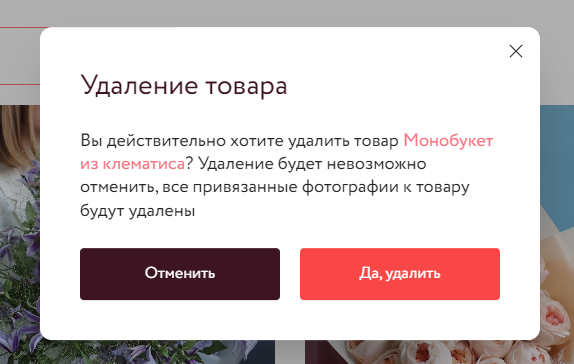 Удаление товара
Вы действительно хотите удалить товар Монобукет
из клематиса? Удаление будет невозможно
отменить, все привязанные фотографии к товару
будут удалены
Отменить
Да, удалить